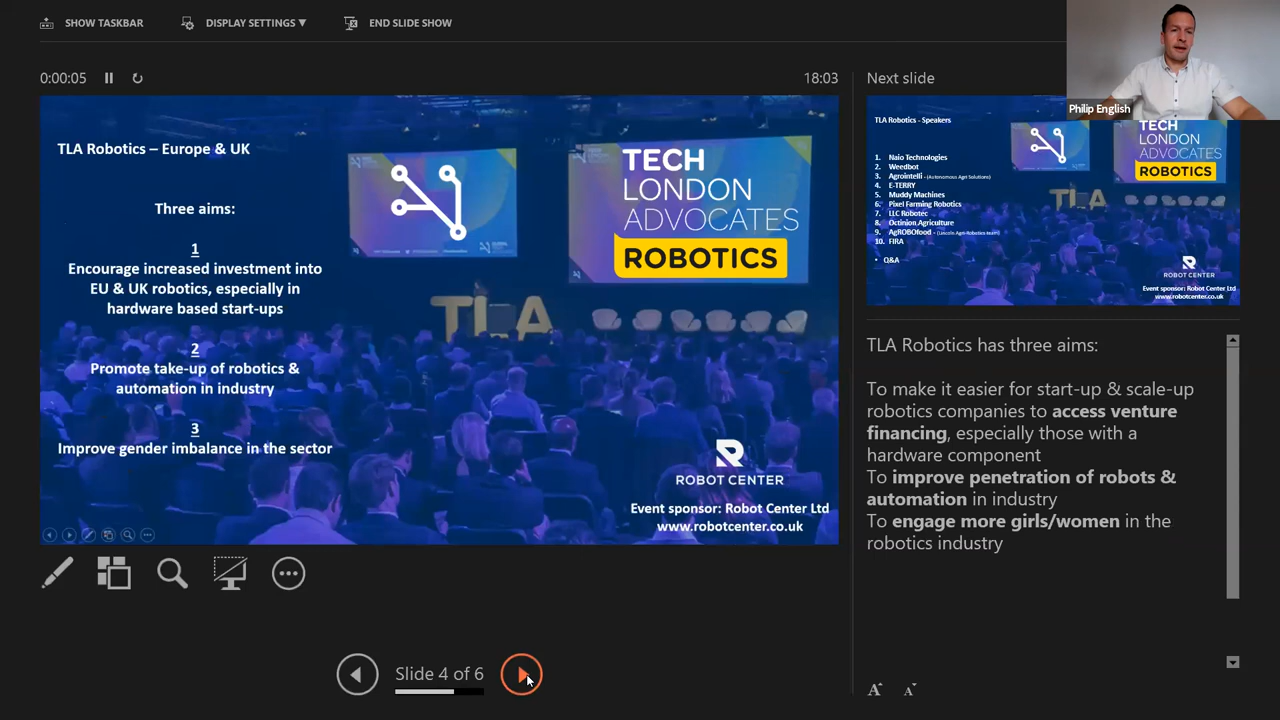 SHOW TASKBAR
DISPLAY SETTINGS ▼
END SLIDE SHOW
Philip English
0:00:05
18:03
Next slide
TLA Robotics – Europe & UK
Three aims:
1
Encourage increased investment into
EU & UK robotics, especially in
hardware based start-ups
2
Promote take-up of robotics &
automation in industry
3
Improve gender imbalance in the sector
TECH
LONDON
ADVOCATES
ROBOTICS
TLA
ROBOT CENTER
Event sponsor: Robot Center Ltd
www.robotcenter.co.uk
TLA Robotics - Speakers
1. Naio Technologies
2. Weedbot
3. Agrointelli - (Autonomous Agri Solutions)
4. E-TERRY
5. Muddy Machines
6. Pixel Farming Robotics
7. LLC Robotec
8. Octinion Agriculture
9. AgROBOfood - (Lincoln Agri-Robotics team)
10. FIRA
• Q&A
TECH
LONDON
ADVOCATES
ROBOTICS
TLA
ROBOT CENTER
Event sponsor: Robot Center Ltd
www.robotcenter.co.uk
TLA Robotics has three aims:
To make it easier for start-up & scale-up
robotics companies to access venture
financing, especially those with a
hardware component
To improve penetration of robots &
automation in industry
To engage more girls/women in the
robotics industry
Slide 4 of 6
A A